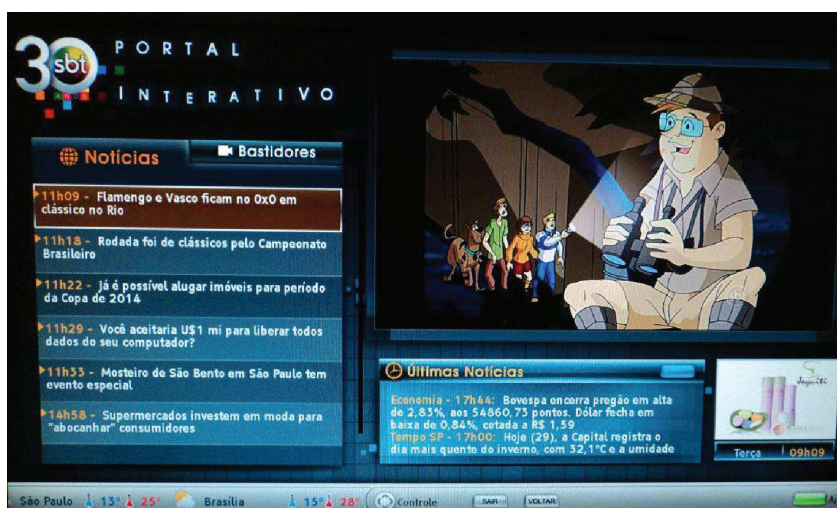 30
sbt
ANOS
PORTAL
INTERATIVO
Notícias
Bastidores
11h09 - Flamengo e Vasco ficam no 0x0 em
clássico no Rio
11h18 - Rodada foi de clássicos pelo Campeonato
Brasileiro
11h22 - Já é possível alugar imóveis para período
da Copa de 2014
11h29 - Você aceitaria U$1 mi para liberar todos
dados do seu computador?
11h33 - Mosteiro de São Bento em São Paulo tem
evento especial
14h58 - Supermercados investem em moda para
"abocanhar" consumidores
Últimas Notícias
Economia - 17h44: Bovespa encerra pregão em alta
de 2,83%, aos 54860,73 pontos. Dólar fecha em
baixa de 0,84%, cotada a R$ 1,59
Tempo SP - 17h00: Hoje (29), a Capital registra o
dia mais quente do inverno, com 32,1°C e a umidade
Jequiti
Terça 09h09
São Paulo 13° 25° Brasília 15° 28° Controle SAIR VOLTAR